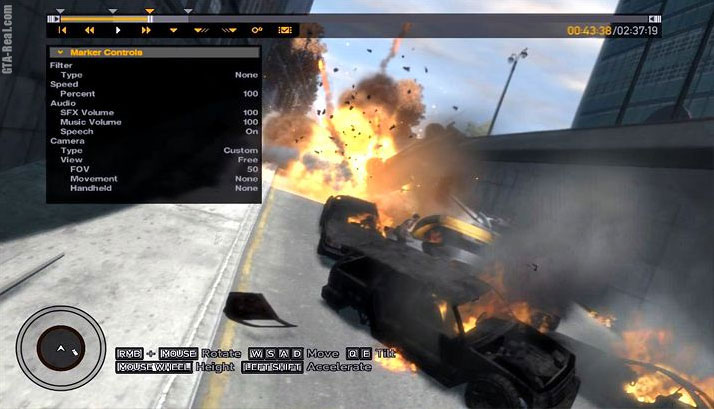 GTA-Real.com
00:43:38/02:37:19
Marker Controls
Filter
Type None
Speed
Percent 100
Audio
SFX Volume 100
Music Volume 100
Speech On
Camera
Type Custom
View Free
FOV 50
Movement None
Handheld None
RMB + MOUSE Rotate W S A D Move Q E Tilt
MOUSE WHEEL Height LEFT SHIFT Accelerate